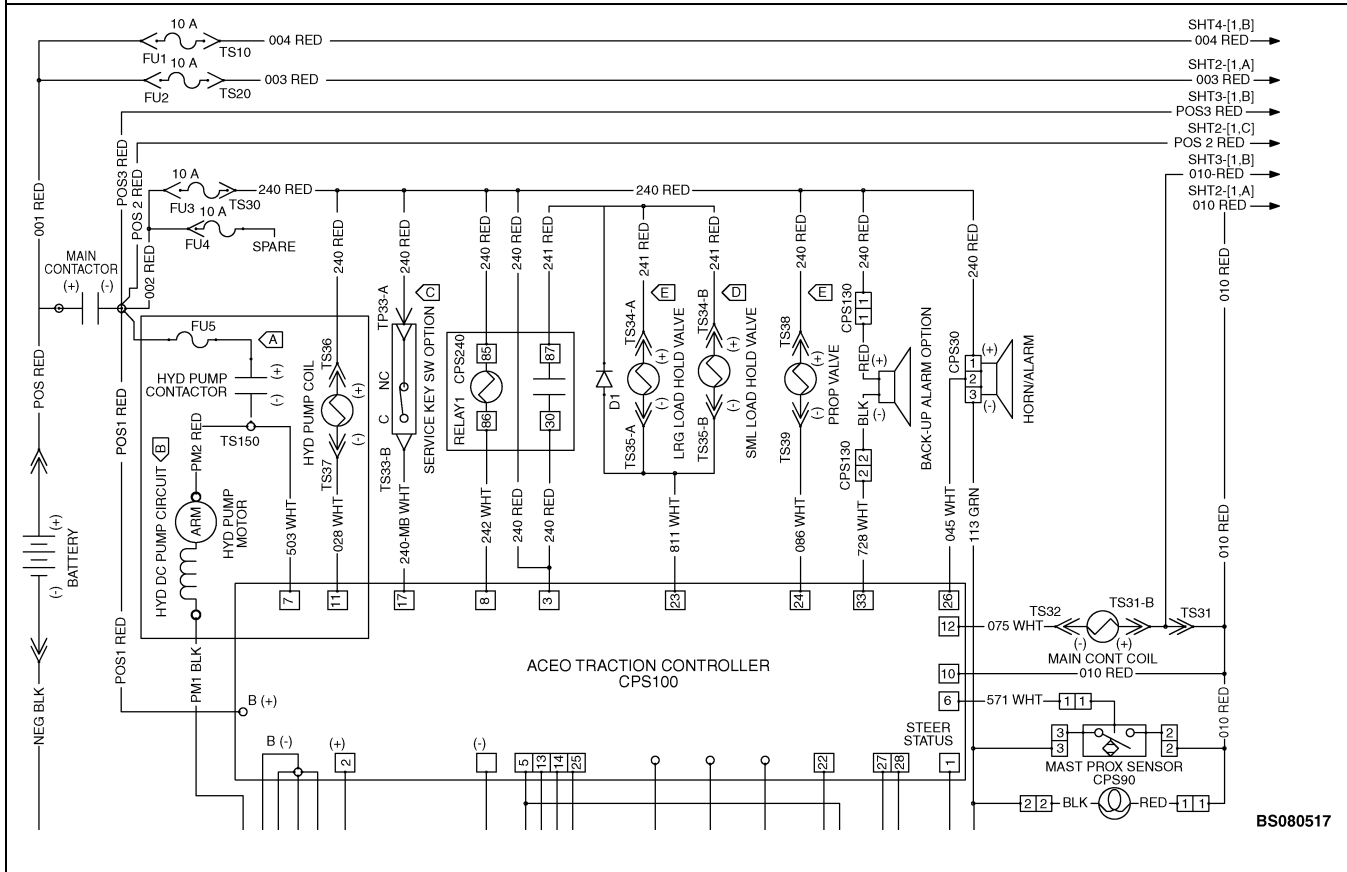 10 A
FU1
TS10
004 RED
SHT4-[1,B]
004 RED
10 A
FU2
TS20
003 RED
SHT2-[1,A]
003 RED
SHT3-[1,B]
POS3 RED
SHT2-[1,C]
POS 2 RED
SHT3-[1,B]
010-RED
SHT2-[1,A]
010 RED
001 RED
POS3 RED
POS 2 RED
002 RED
10 A
FU3
TS30
240 RED
240 RED
10 A
FU4
SPARE
MAIN
CONTACTOR
(+) (-)
POS RED
POS1 RED
POS1 RED
BATTERY
(+)
(-)
NEG BLK
FU5
A
HYD PUMP
CONTACTOR
(+)
(-)
TS150
HYD DC PUMP CIRCUIT
B
PM2 RED
ARM
HYD PUMP
MOTOR
PM1 BLK
503 WHT
240 RED
TS36
(+)
HYD PUMP COIL
(-)
TS37
028 WHT
240 RED
TP33-A
C
NC
C
SERVICE KEY SW OPTION
TS33-B
240-MB WHT
240 RED
240 RED
241 RED
RELAY1 CPS240
85
86
87
30
242 WHT
240 RED
240 RED
D1
241 RED
E
TS34-A
(+)
(-)
TS35-A
LRG LOAD HOLD VALVE
241 RED
D
TS34-B
(+)
(-)
TS35-B
SML LOAD HOLD VALVE
811 WHT
240 RED
E
TS38
(+)
(-)
TS39
PROP VALVE
086 WHT
240 RED
CPS130
1 1
RED
(+)
(-)
BLK
CPS130
2 2
BACK-UP ALARM OPTION
728 WHT
240 RED
CPS30
1
2
3
(+)
(-)
HORN/ALARM
045 WHT
113 GRN
010 RED
010 RED
010 RED
7
11
17
8
3
23
24
33
26
12
10
6
ACEO TRACTION CONTROLLER
CPS100
B (+)
B (-)
(+)
2
(-)
5 13 14 25
22
27 28
STEER
STATUS
1
075 WHT
TS32
TS31-B
TS31
(-) (+)
MAIN CONT COIL
010 RED
571 WHT
1 1
3
3
2
2
MAST PROX SENSOR
CPS90
2 2
BLK
RED
1 1
BS080517